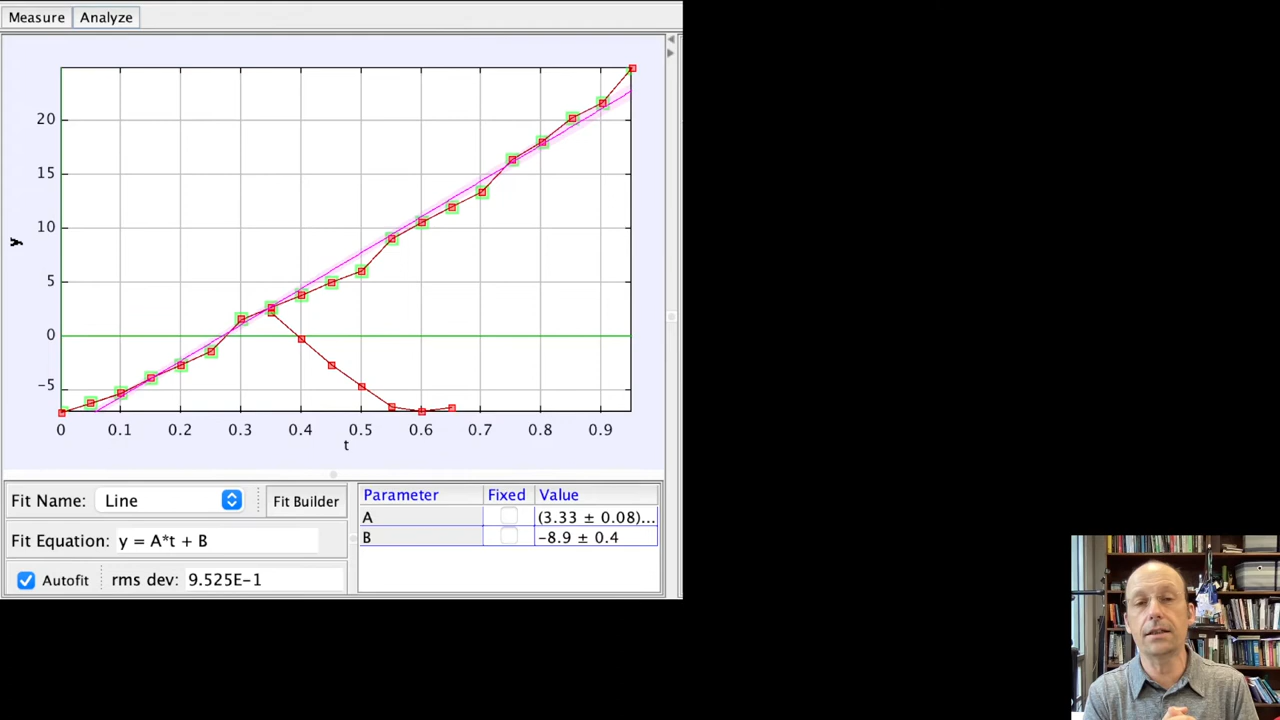 Measure Analyze
y
20
15
10
5
0
−5
0 0.1 0.2 0.3 0.4 0.5 0.6 0.7 0.8 0.9
t
Fit Name: Line Fit Builder
Fit Equation: y = A*t + B
Autofit rms dev: 9.525E-1
Parameter Fixed Value
A (3.33 ± 0.08)...
B −8.9 ± 0.4